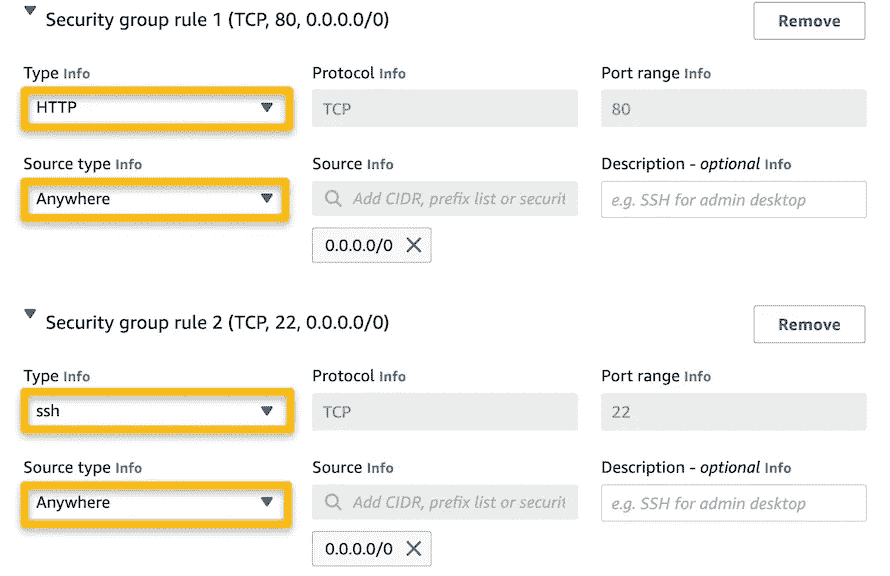 Security group rule 1 (TCP, 80, 0.0.0.0/0)
Remove
Type Info
Protocol Info
Port range Info
HTTP
TCP
80
Source type Info
Source Info
Description - optional Info
Anywhere
Add CIDR, prefix list or securit
e.g. SSH for admin desktop
0.0.0.0/0
Security group rule 2 (TCP, 22, 0.0.0.0/0)
Remove
Type Info
Protocol Info
Port range Info
ssh
TCP
22
Source type Info
Source Info
Description - optional Info
Anywhere
Add CIDR, prefix list or securit
e.g. SSH for admin desktop
0.0.0.0/0